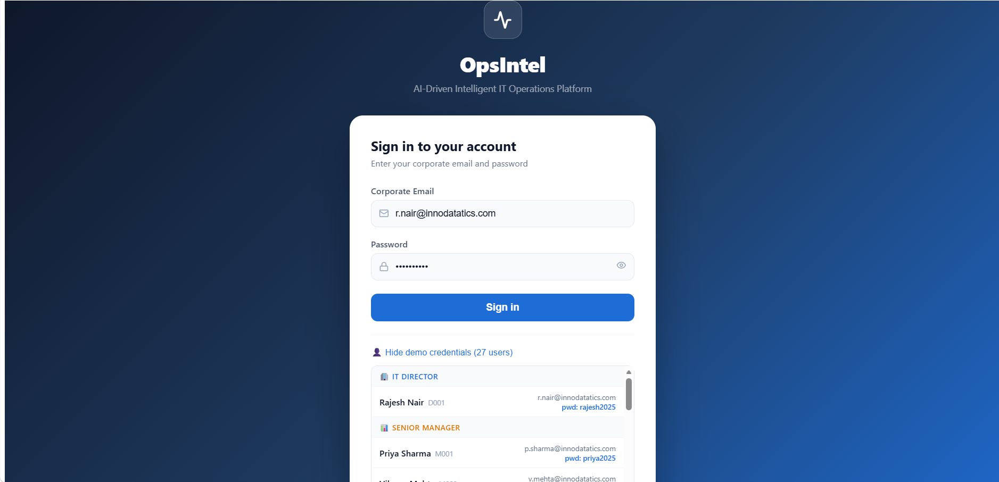 OpsIntel
AI-Driven Intelligent IT Operations Platform
Sign in to your account
Enter your corporate email and password
Corporate Email
r.nair@innodatatics.com
Password
••••••••••
Sign in
Hide demo credentials (27 users)
IT DIRECTOR
Rajesh Nair D001
r.nair@innodatatics.com
pwd: rajesh2025
SENIOR MANAGER
Priya Sharma M001
p.sharma@innodatatics.com
pwd: priya2025
v.mehta@innodatatics.com